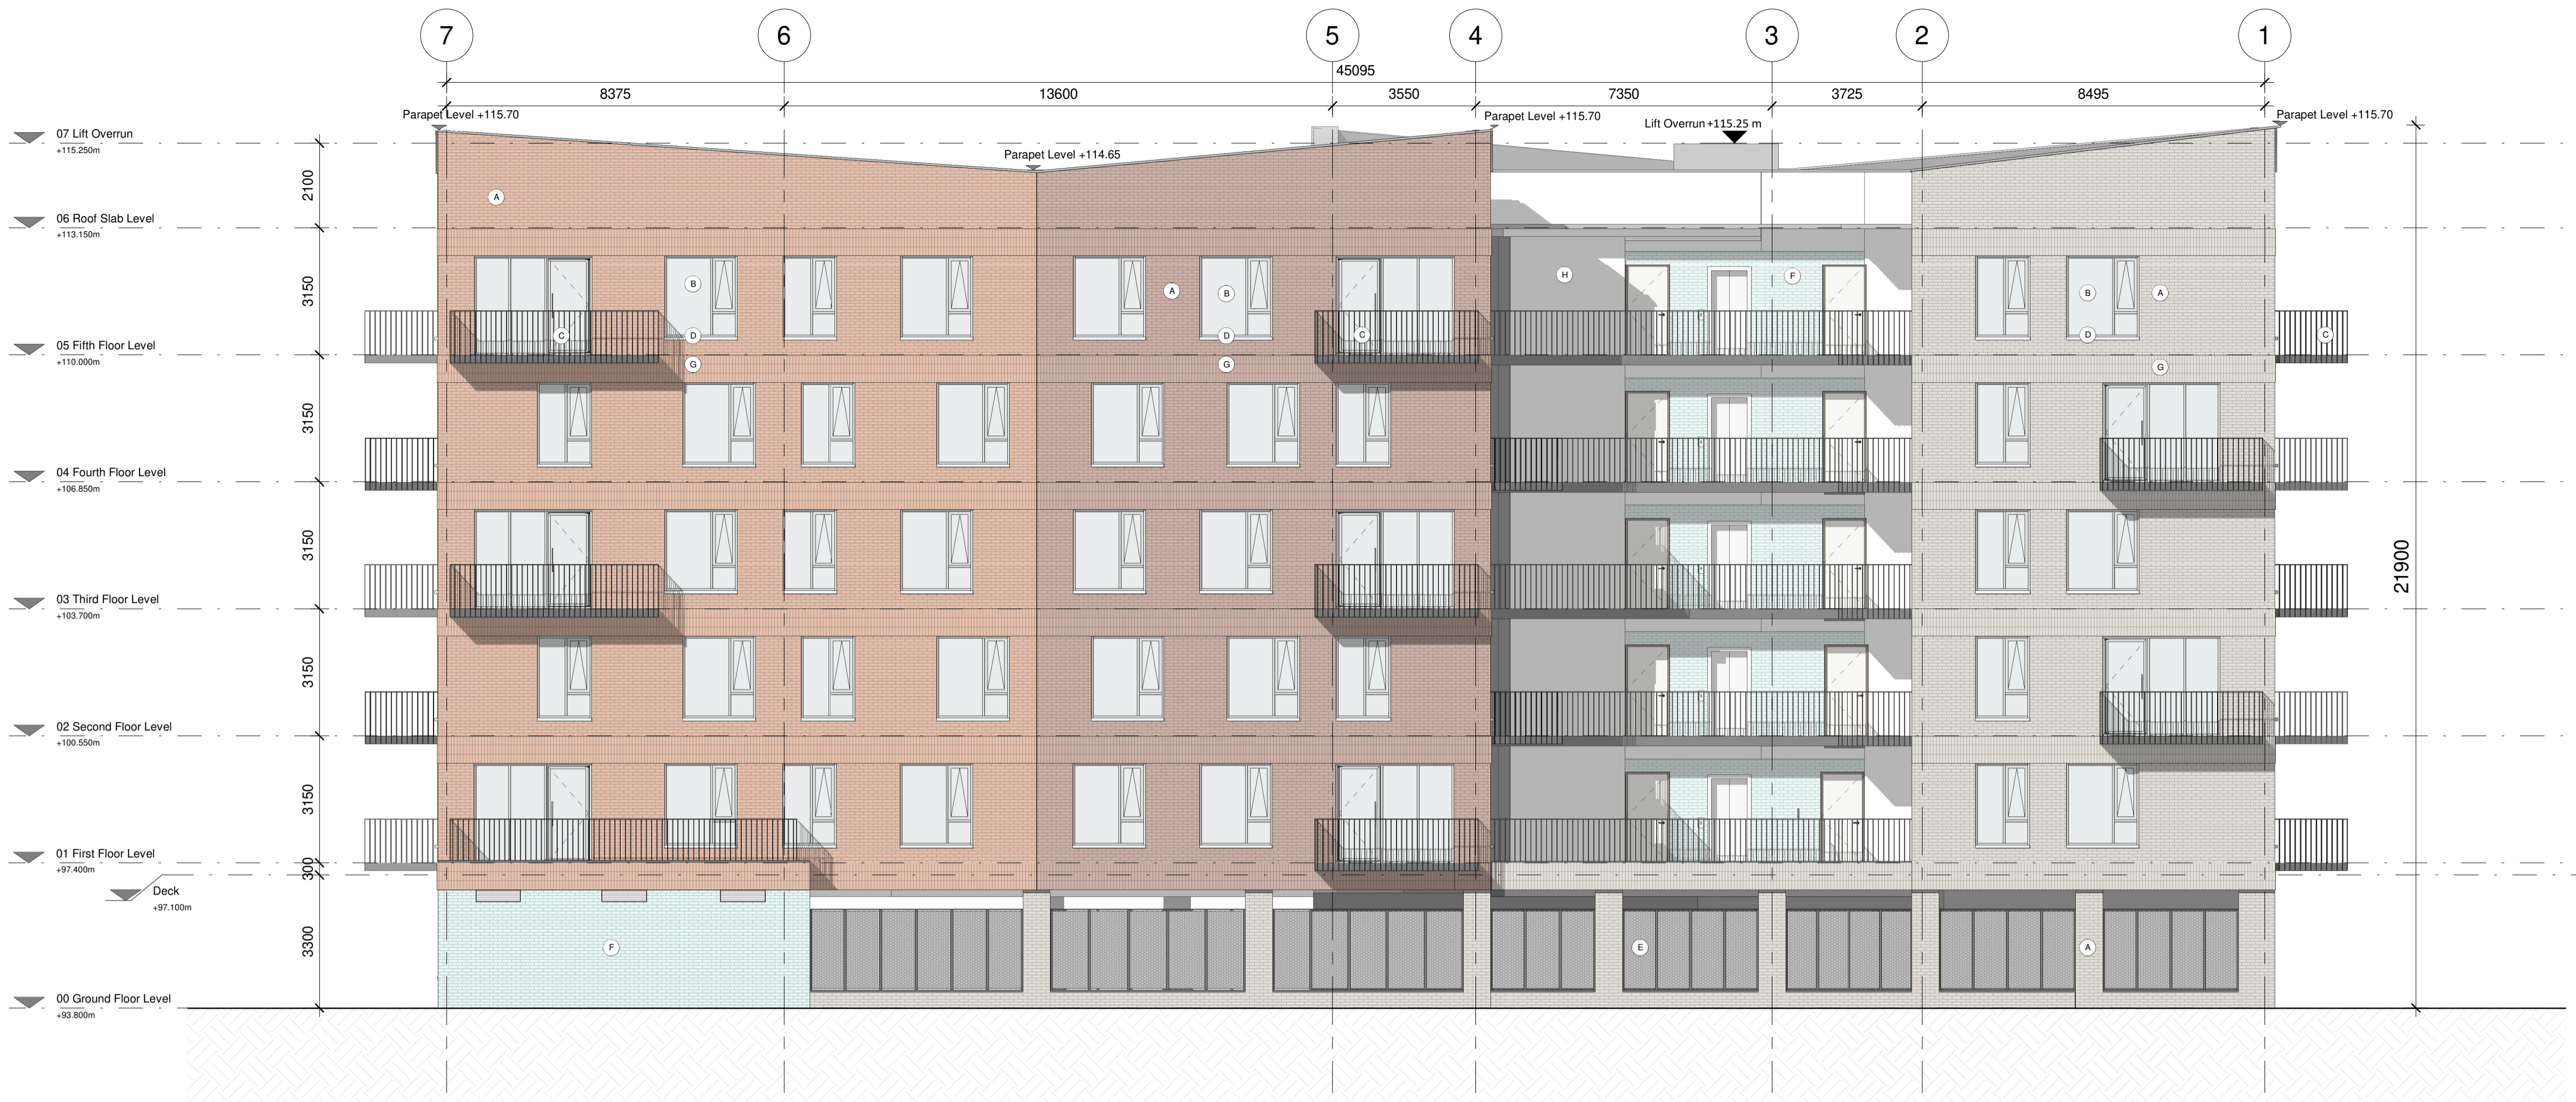 7 6 5 4 3 2 1
45095
8375 13600 3550 7350 3725 8495
Parapet Level +115.70
Parapet Level +115.70
Parapet Level +115.70
Lift Overrun +115.25 m
Parapet Level +114.65
07 Lift Overrun
+115.250m
2100
A
06 Roof Slab Level
+113.150m
3150
H F
B A B B A
C D D C D C
05 Fifth Floor Level
+110.000m
G G G
3150
04 Fourth Floor Level
+106.850m
3150
21900
03 Third Floor Level
+103.700m
3150
02 Second Floor Level
+100.550m
3150
01 First Floor Level
+97.400m
300
Deck
+97.100m
3300
F E A
00 Ground Floor Level
+93.800m